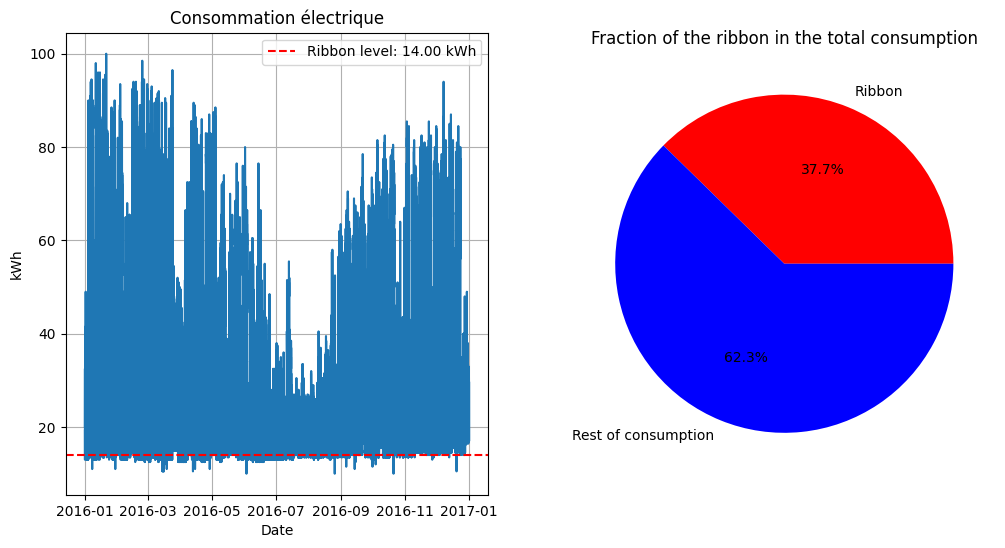 Consommation électrique
Ribbon level: 14.00 kWh
kWh
100
80
60
40
20
2016-01 2016-03 2016-05 2016-07 2016-09 2016-11 2017-01
Date
Fraction of the ribbon in the total consumption
Ribbon
37.7%
62.3%
Rest of consumption